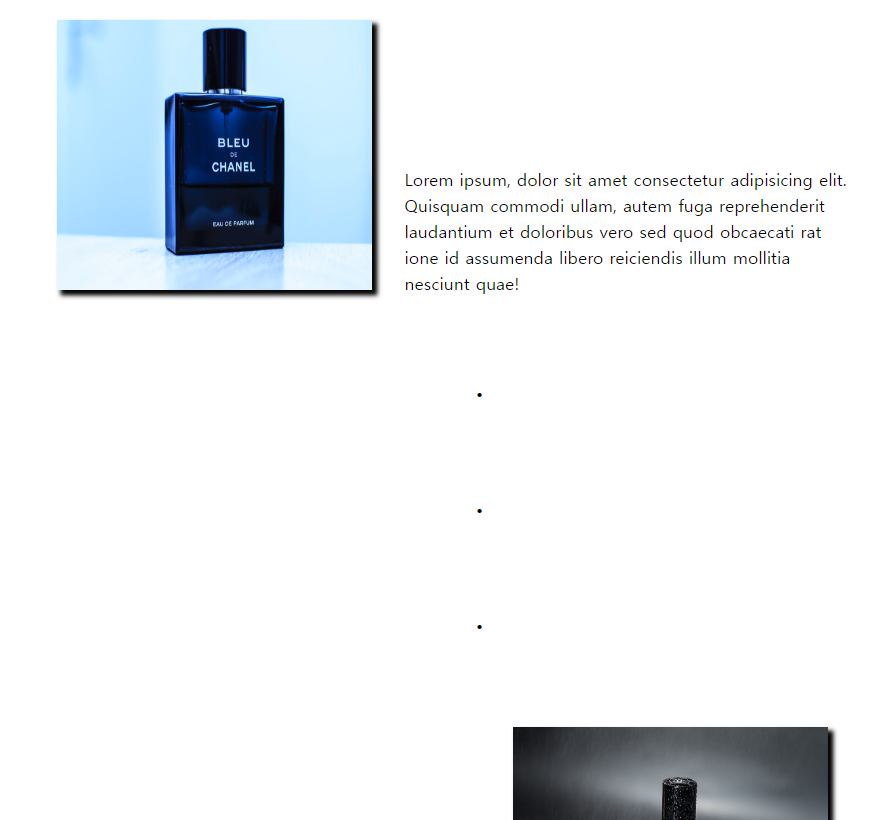 BLEU
DE
CHANEL
EAU DE PARFUM
Lorem ipsum, dolor sit amet consectetur adipisicing elit.
Quisquam commodi ullam, autem fuga reprehenderit
laudantium et doloribus vero sed quod obcaecati rat
ione id assumenda libero reiciendis illum mollitia
nesciunt quae!
•
•
•